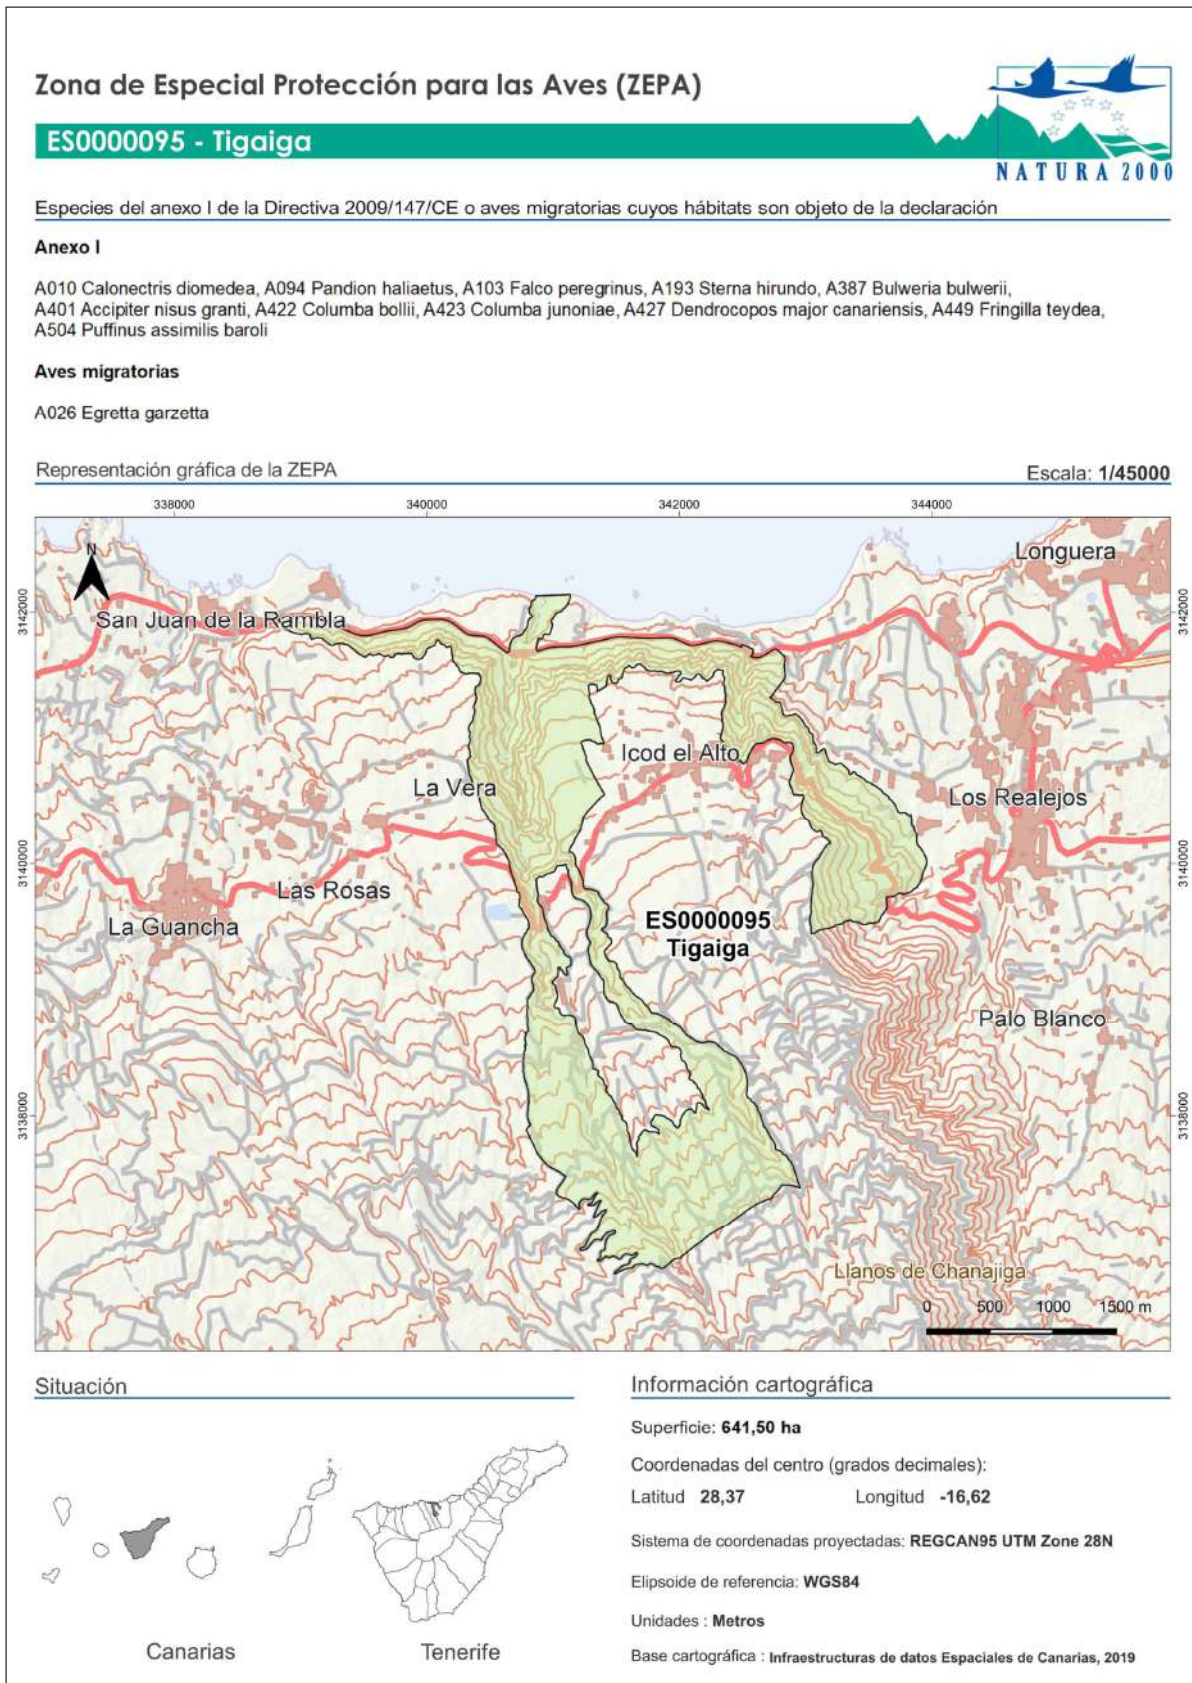 Zona de Especial Protección para las Aves (ZEPA)
ES0000095 - Tigaiga
NATURA 2000
Especies del anexo I de la Directiva 2009/147/CE o aves migratorias cuyos hábitats son objeto de la declaración
Anexo I
A010 Calonectris diomedea, A094 Pandion haliaetus, A103 Falco peregrinus, A193 Sterna hirundo, A387 Bulweria bulwerii,
A401 Accipiter nisus granti, A422 Columba bollii, A423 Columba junoniae, A427 Dendrocopos major canariensis, A449 Fringilla teydea,
A504 Puffinus assimilis baroli
Aves migratorias
A026 Egretta garzetta
Representación gráfica de la ZEPA
Escala: 1/45000
338000 340000 342000 344000
N
Longuera
3142000 3142000
San Juan de la Rambla
Icod el Alto
La Vera
Los Realejos
3140000 3140000
Las Rosas
La Guancha
ES0000095
Tigaiga
Palo Blanco
3138000 3138000
Llanos de Chanajiga
0 500 1000 1500 m
Situación
Canarias
Tenerife
Información cartográfica
Superficie: 641,50 ha
Coordenadas del centro (grados decimales):
Latitud 28,37 Longitud -16,62
Sistema de coordenadas proyectadas: REGCAN95 UTM Zone 28N
Elipsoide de referencia: WGS84
Unidades : Metros
Base cartográfica : Infraestructuras de datos Espaciales de Canarias, 2019